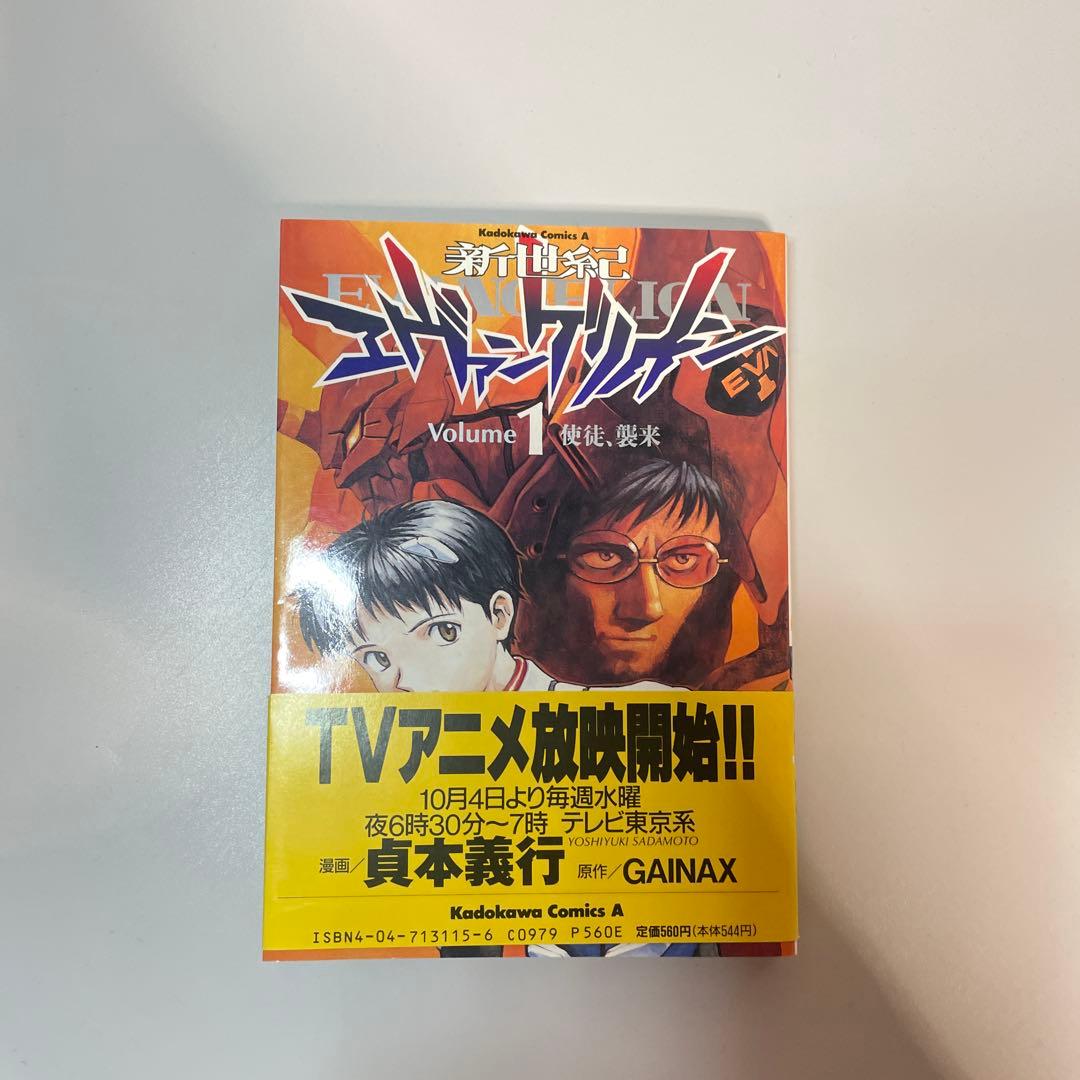 Kadokawa Comics A
新世紀
EVANGELION
ヱヴァンゲリヲン
EVA
Volume 1 使徒、襲来
TVアニメ放映開始!!
10月4日より毎週水曜
夜6時30分〜7時 テレビ東京系
YOSHIYUKI SADAMOTO
漫画/貞本義行 原作/GAINAX
Kadokawa Comics A
ISBN4-04-713115-6 C0979 P560E 定価560円(本体544円)